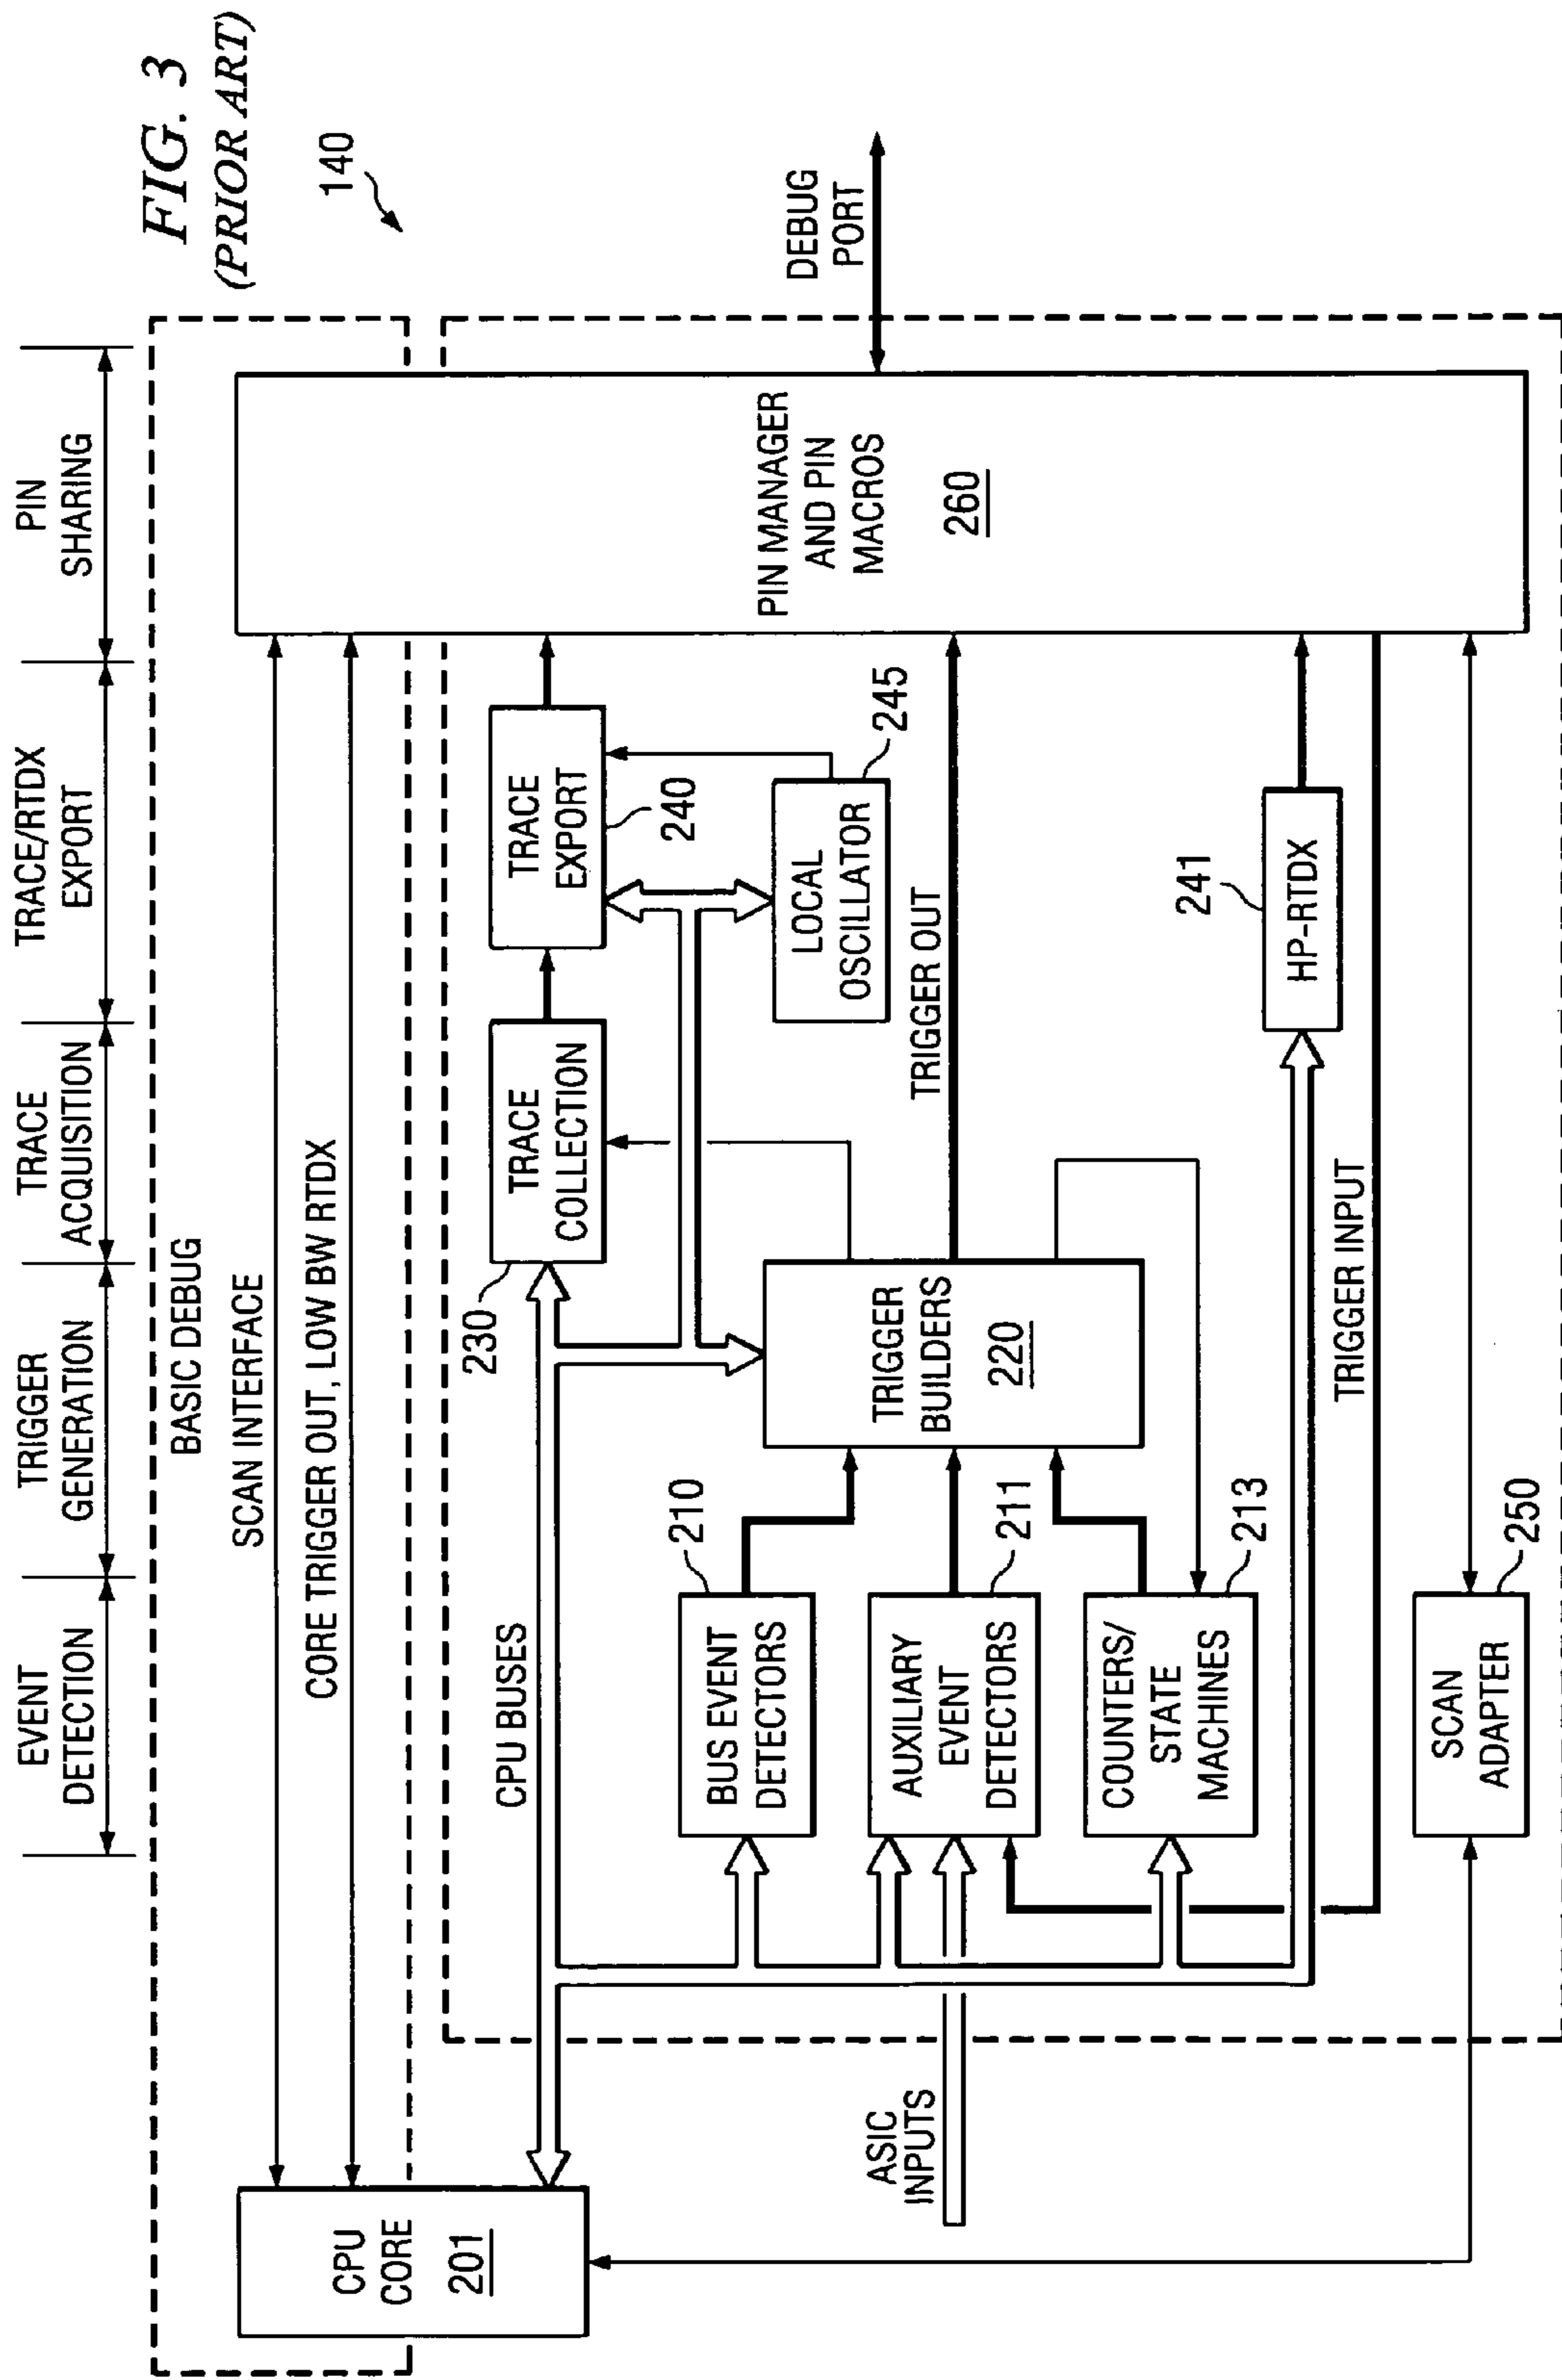 FIG. 3
(PRIOR ART)
140
EVENT
DETECTION
TRIGGER
GENERATION
TRACE
ACQUISITION
TRACE/RTDX
EXPORT
PIN
SHARING
BASIC DEBUG
SCAN INTERFACE
CORE TRIGGER OUT, LOW BW RTDX
CPU
CORE
201
CPU BUSES
230
TRACE
COLLECTION
TRACE
EXPORT
240
LOCAL
OSCILLATOR
245
BUS EVENT
DETECTORS
210
AUXILIARY
EVENT
DETECTORS
211
COUNTERS/
STATE
MACHINES
213
TRIGGER
BUILDERS
220
TRIGGER OUT
ASIC
INPUTS
241
HP-RTDX
TRIGGER INPUT
SCAN
ADAPTER
250
PIN MANAGER
AND PIN
MACROS
260
DEBUG
PORT